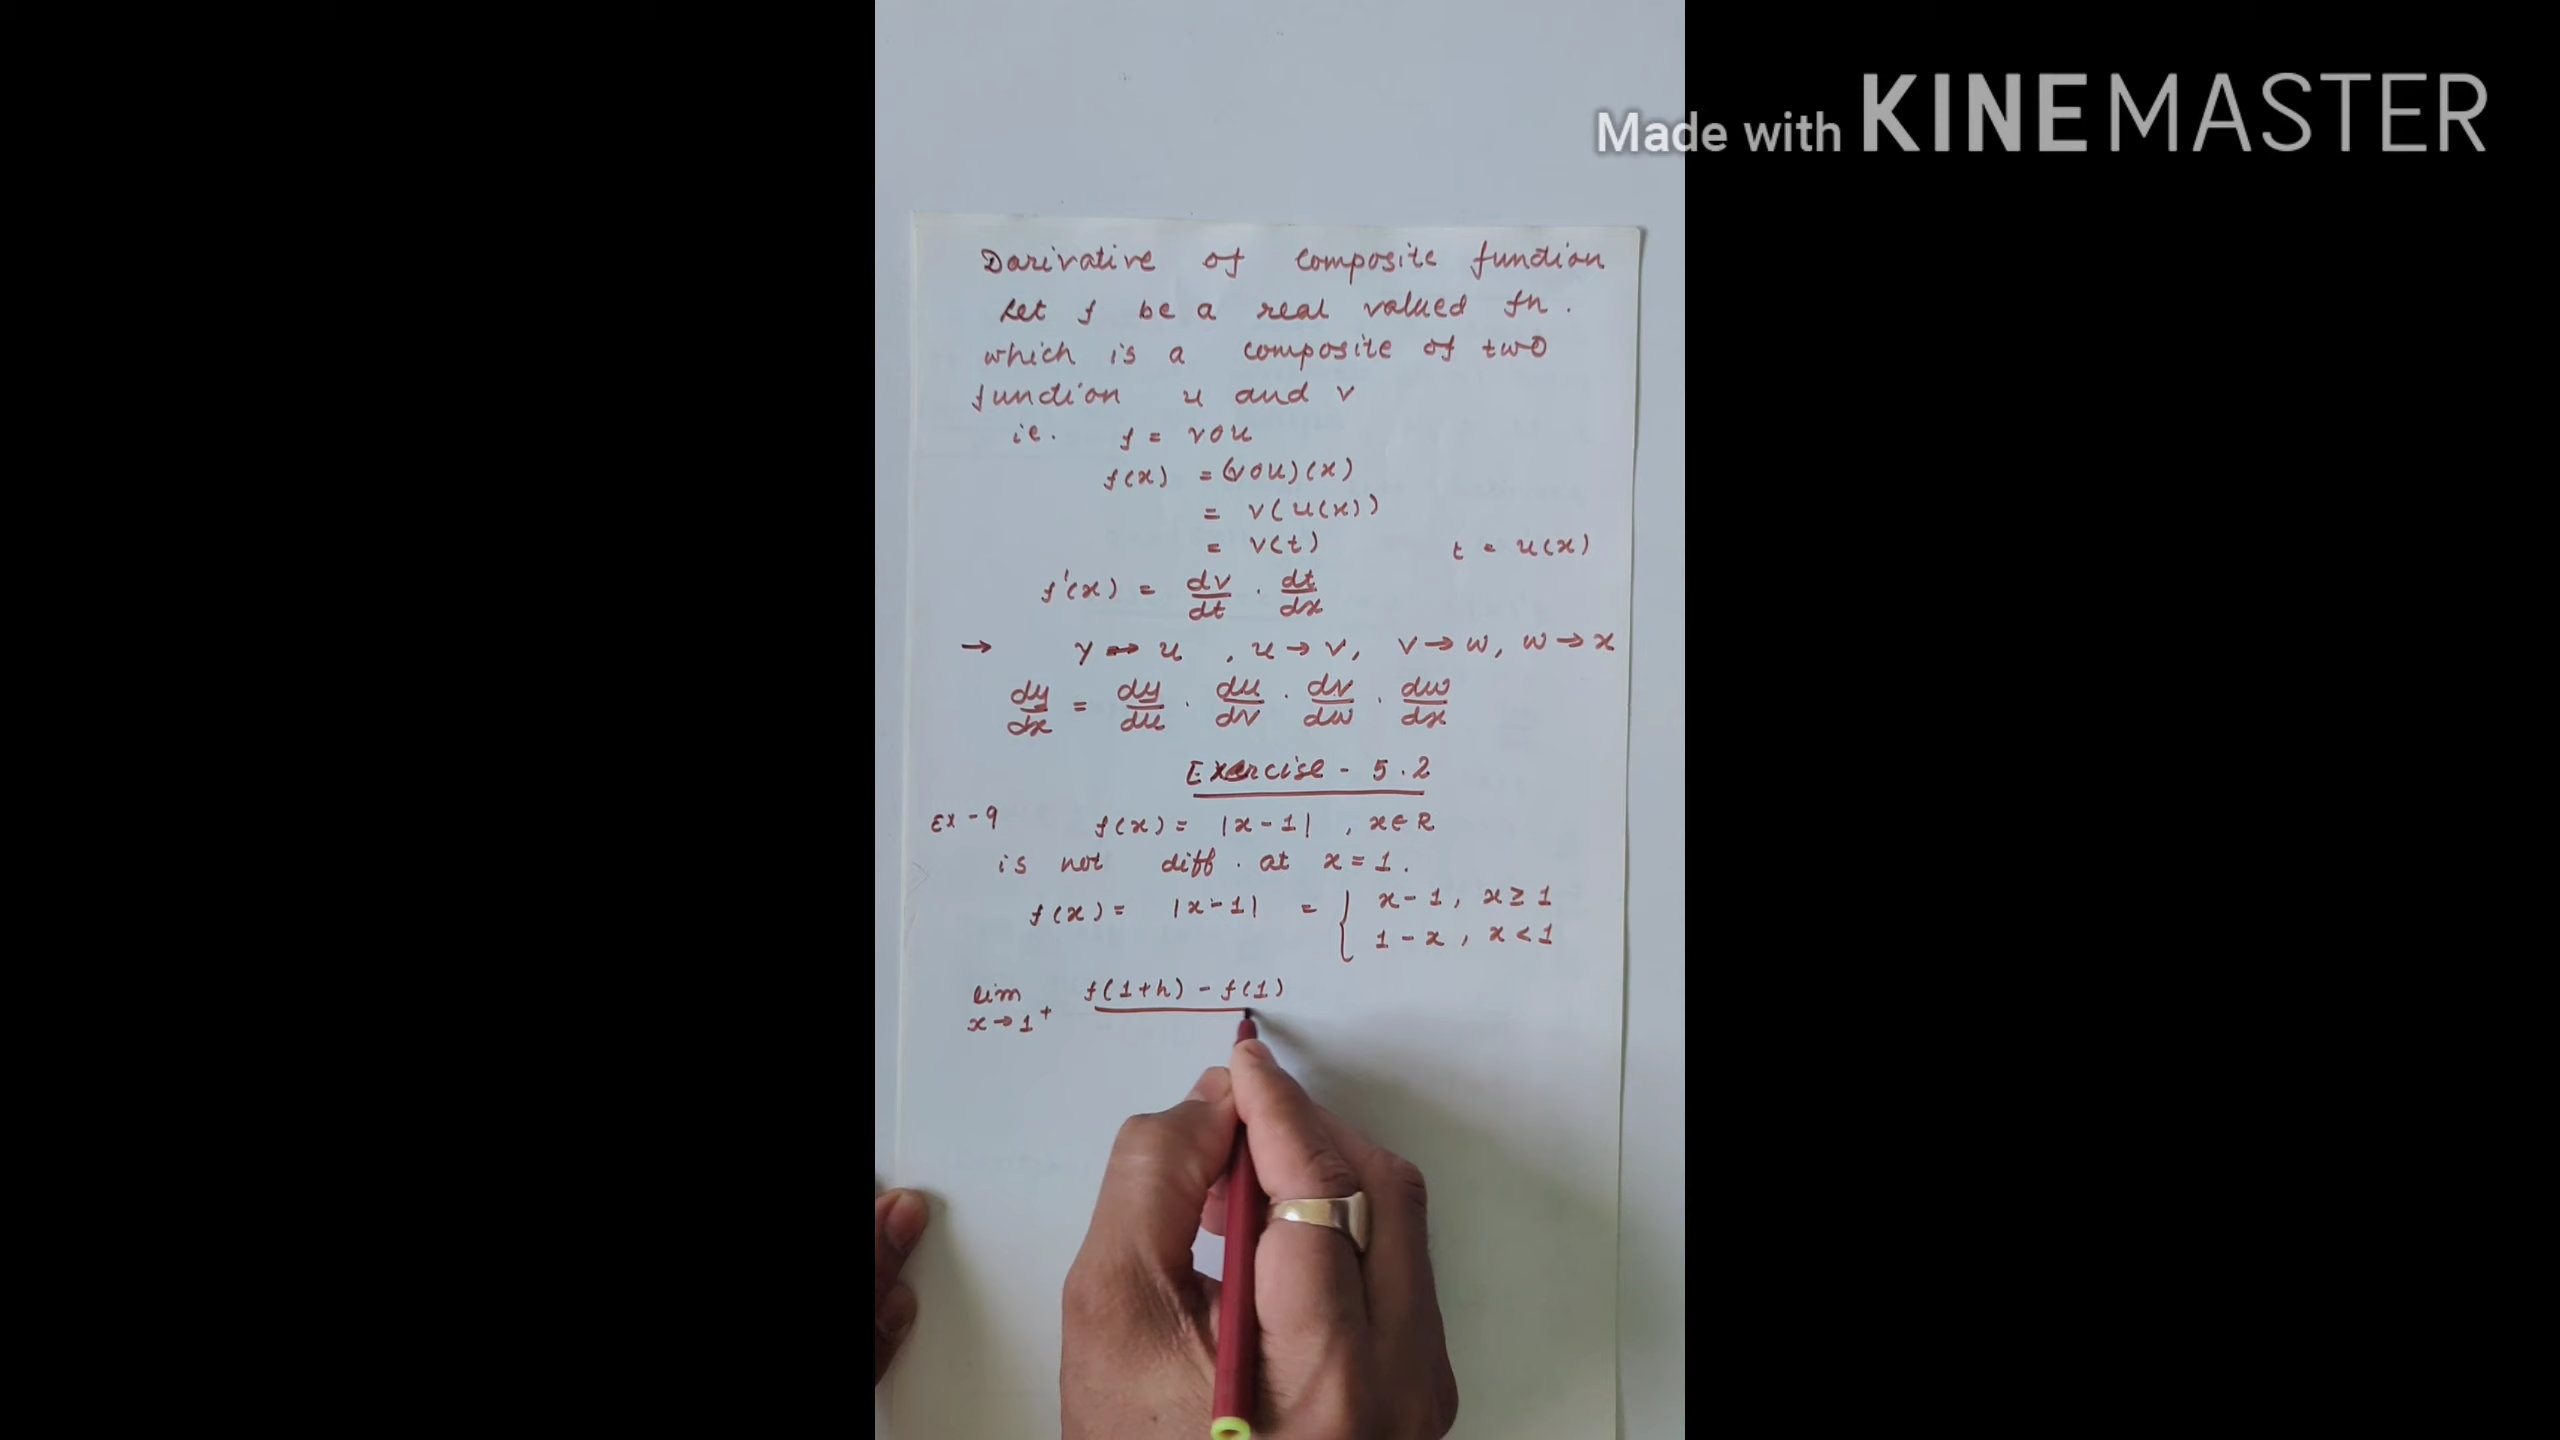 Made with KINEMASTER
Darivative of composite function
Let f be a real valued fn.
which is a composite of two
function u and v
ie. f = vou
f(x) = (vou)(x)
= v(u(x))
= v(t) t = u(x)
f'(x) = dv/dt . dt/dx
→ y → u , u → v, v → w, w → x
dy/dx = dy/du . du/dv . dv/dw . dw/dx
Exercise - 5.2
Ex - 9 f(x) = |x - 1| , x ∈ R
is not diff. at x = 1.
f(x) = |x - 1| = { x - 1, x ≥ 1
1 - x, x < 1
lim x → 1⁺ f(1+h) - f(1)